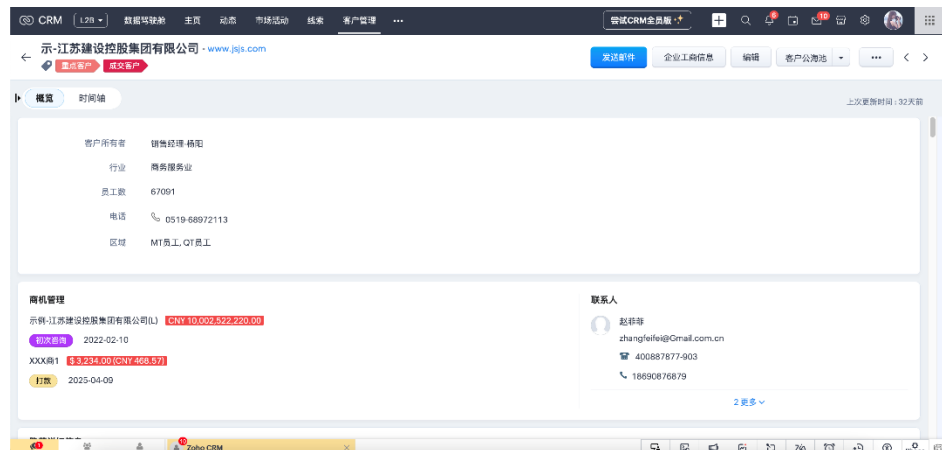 CRM L2B 数据驾驶舱 主页 动态 市场活动 线索 客户管理 ••• 尝试CRM全员版
示-江苏建设控股集团有限公司 - www.jsjs.com
重点客户 成交客户
发送邮件 企业工商信息 编辑 客户公海池 •••
概览 时间轴
上次更新时间 : 32天前
客户所有者 销售经理-杨阳
行业 商务服务业
员工数 67091
电话 0519-68972113
区域 MT员工, QT员工
商机管理
示例-江苏建设控股集团有限公司(L) CNY 10,002,522,220.00
初次咨询 2022-02-10
XXX商1 $ 3,234.00 (CNY 468.57)
打款 2025-04-09
联系人
赵菲菲
zhangfeifei@Gmail.com.cn
400887877-903
18690876879
2 更多
Zoho CRM